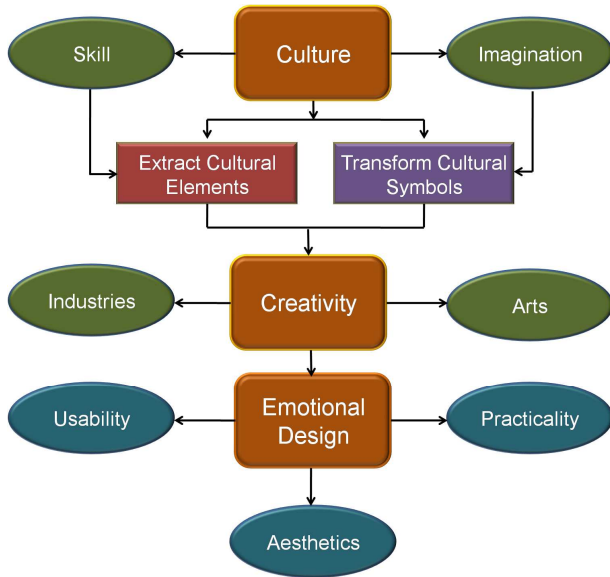 Skill
Culture
Imagination
Extract Cultural
Elements
Transform Cultural
Symbols
Industries
Creativity
Arts
Usability
Emotional
Design
Practicality
Aesthetics